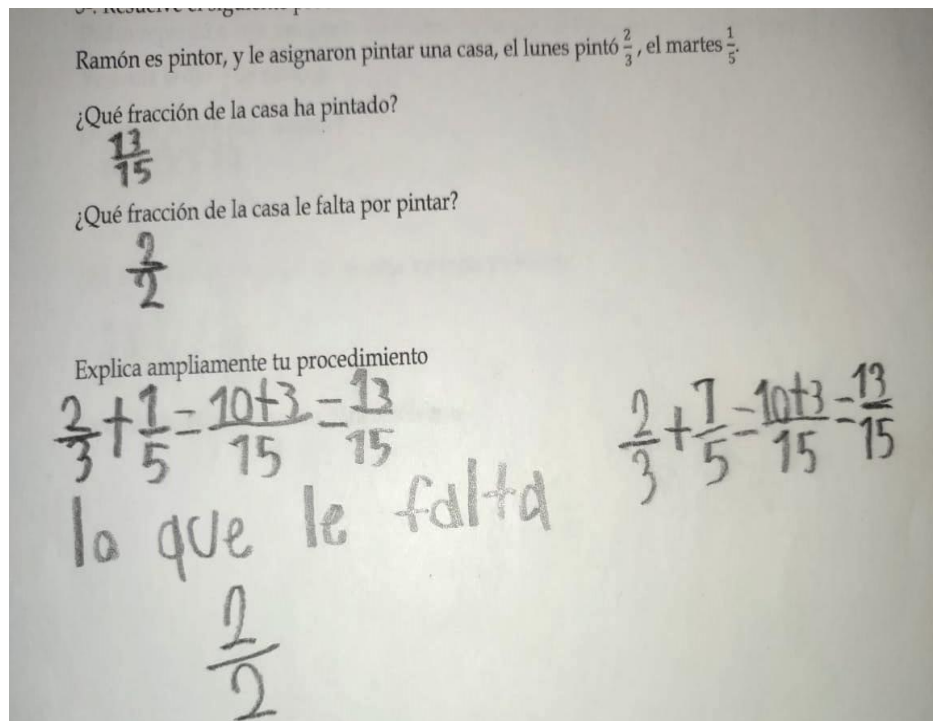 Ramón es pintor, y le asignaron pintar una casa, el lunes pintó 2/3, el martes 1/5.
¿Qué fracción de la casa ha pintado?
13/15
¿Qué fracción de la casa le falta por pintar?
2/2
Explica ampliamente tu procedimiento
2/3 + 1/5 = 10+3/15 = 13/15
2/3 + 1/5 = 10+3/15 = 13/15
lo que le falta
2/2